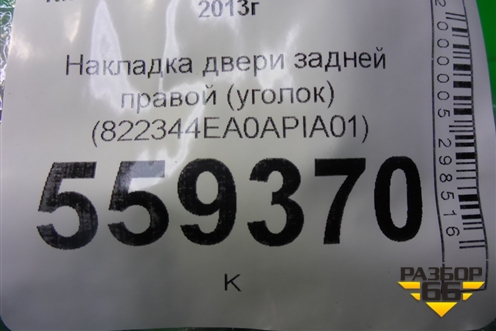 2013г
Накладка двери задней
правой (уголок)
(822344EA0APIA01)
559370
К
2000005298516
РАЗБОР
66